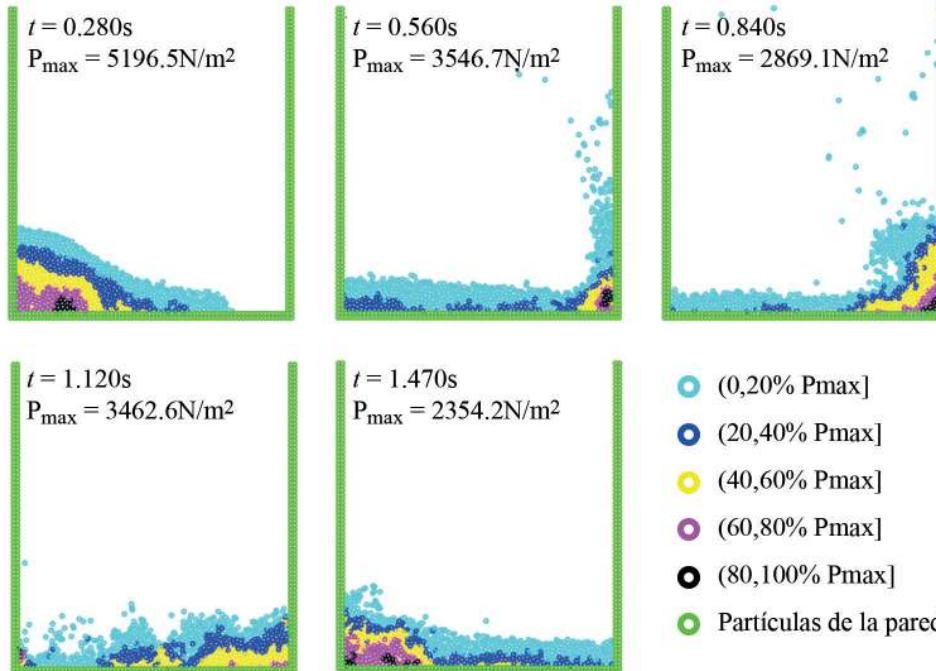 t = 0.280s
Pmax = 5196.5N/m²
t = 0.560s
Pmax = 3546.7N/m²
t = 0.840s
Pmax = 2869.1N/m²
t = 1.120s
Pmax = 3462.6N/m²
t = 1.470s
Pmax = 2354.2N/m²
(0,20% Pmax]
(20,40% Pmax]
(40,60% Pmax]
(60,80% Pmax]
(80,100% Pmax]
Partículas de la pared